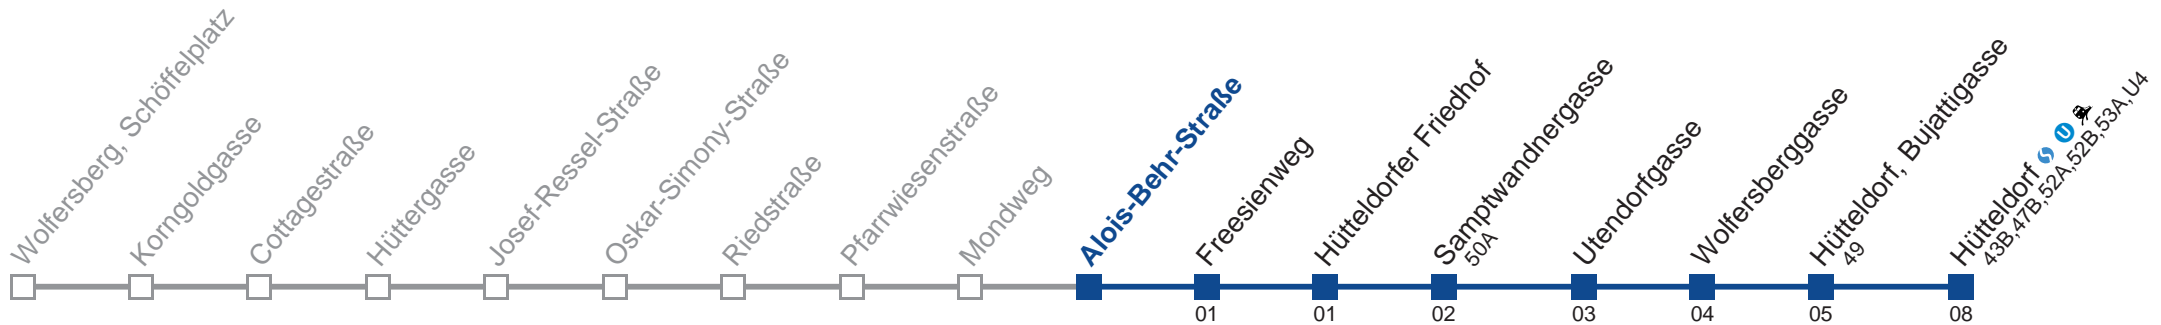 Wolfersberg, Schöffelplatz
Korngoldgasse
Cottagestraße
Hüttergasse
Josef-Ressel-Straße
Oskar-Simony-Straße
Riedstraße
Pfarrwiesenstraße
Mondweg
Alois-Behr-Straße
Freesienweg
Hütteldorfer Friedhof
Samptwandnergasse
50A
Utendorfgasse
Wolfersberggasse
Hütteldorf, Bujattigasse
49
Hütteldorf S U
43B,47B,52A,52B,53A,U4
01
01
02
03
04
05
08